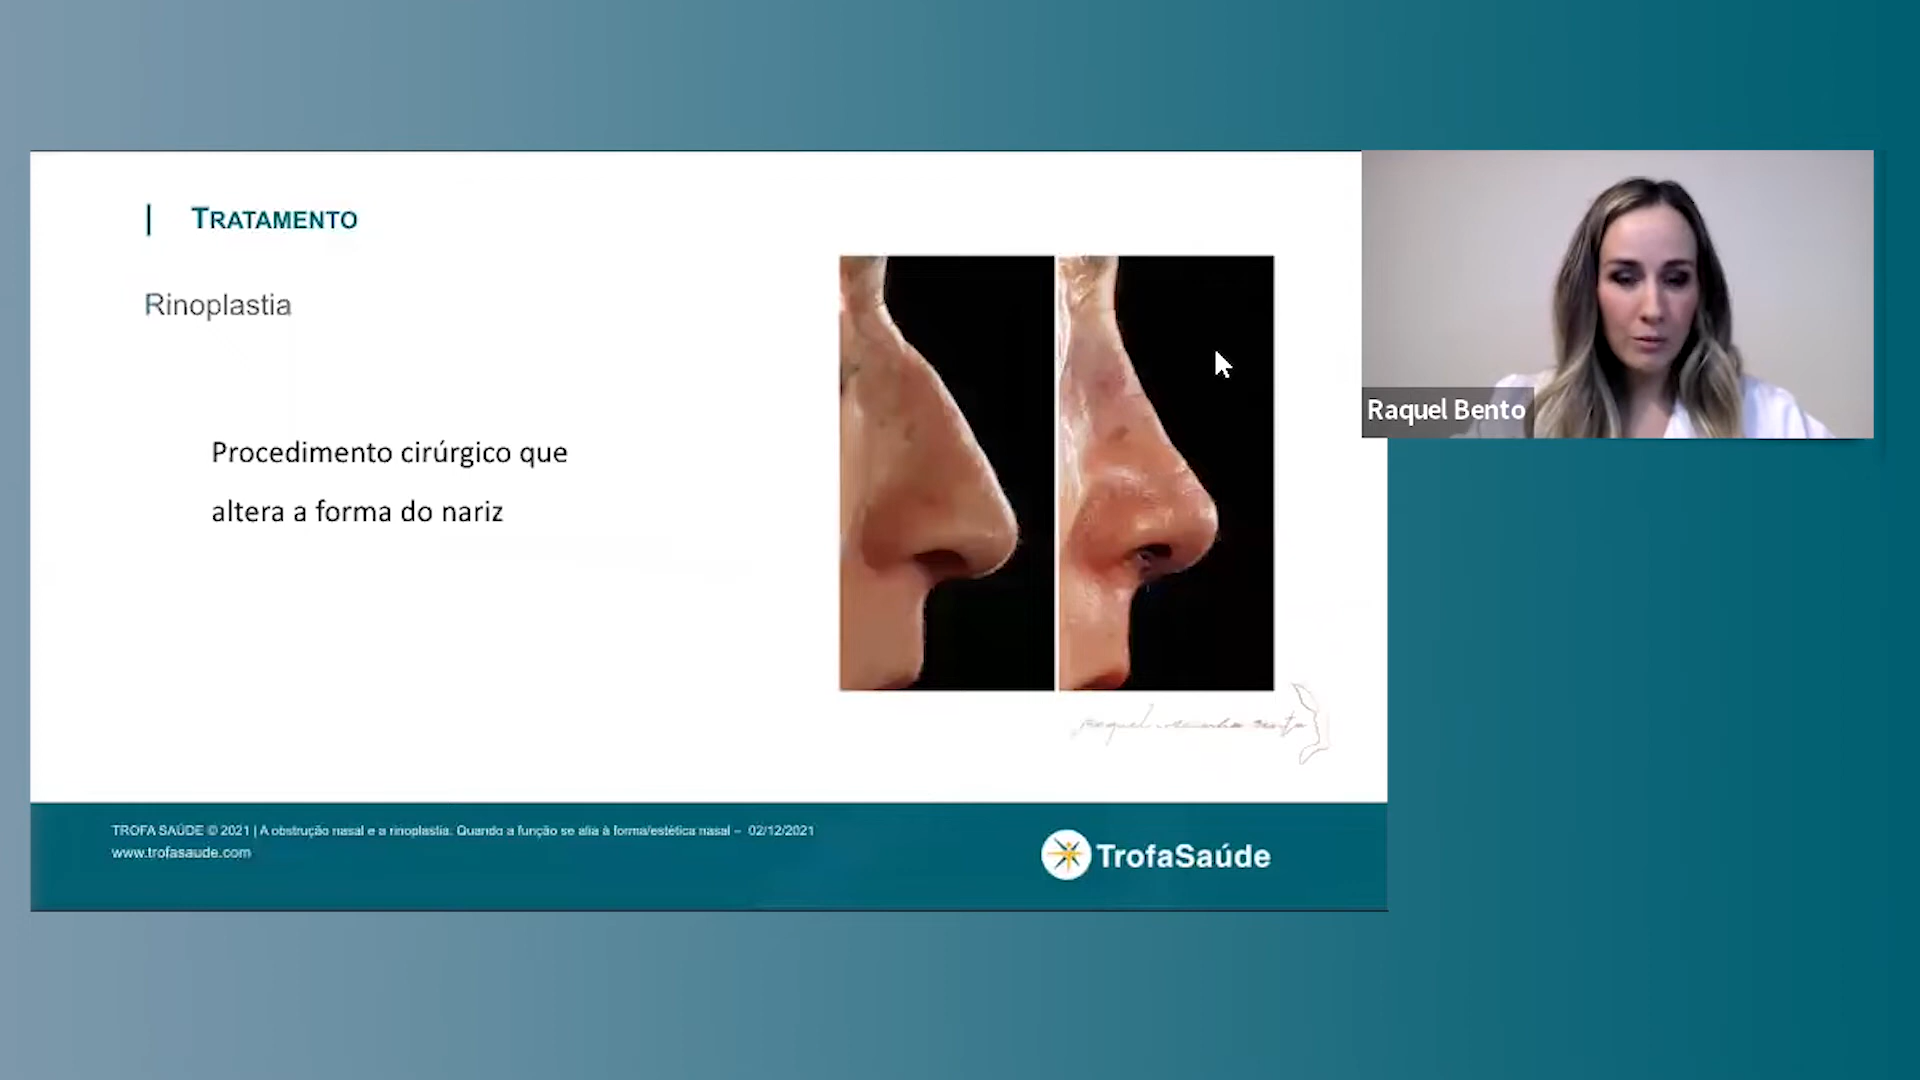 TRATAMENTO
Rinoplastia
Procedimento cirúrgico que
altera a forma do nariz
Raquel Bento
TROFA SAÚDE © 2021 | A obstrução nasal e a rinoplastia. Quando a função se alia à forma/estética nasal – 02/12/2021
www.trofasaude.com
TrofaSaúde